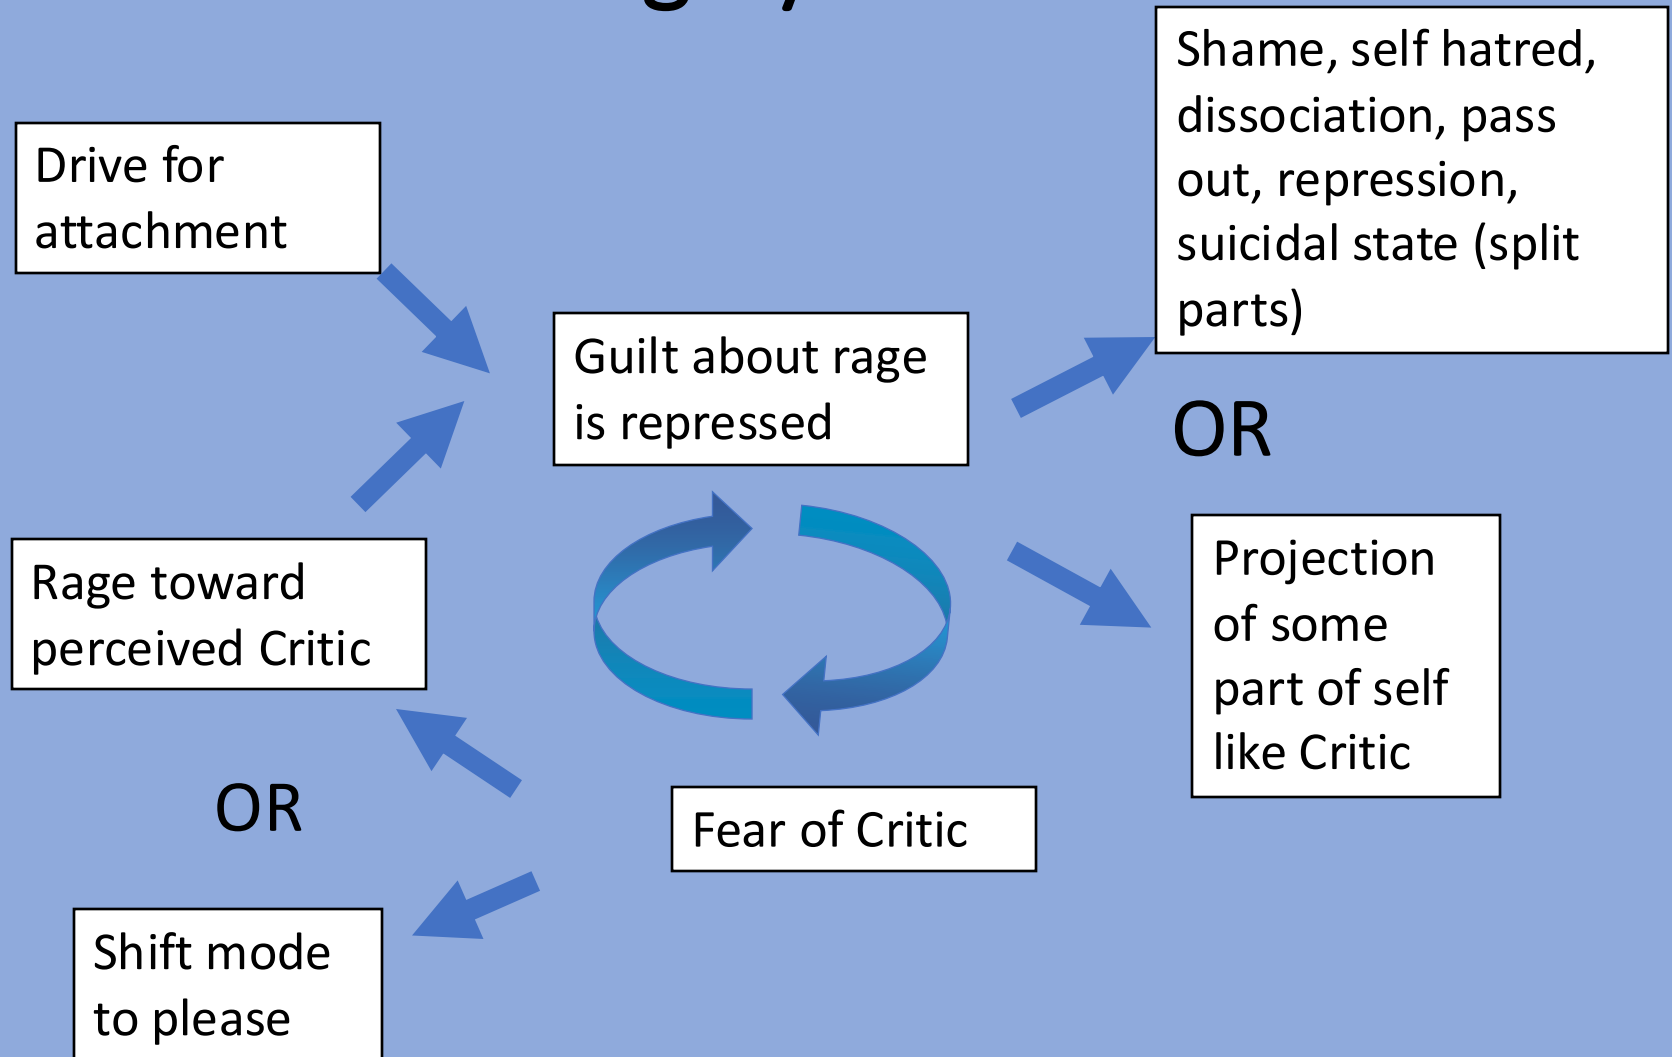 Drive for
attachment
Shame, self hatred,
dissociation, pass
out, repression,
suicidal state (split
parts)
Guilt about rage
is repressed
OR
Rage toward
perceived Critic
Projection
of some
part of self
like Critic
OR
Fear of Critic
Shift mode
to please